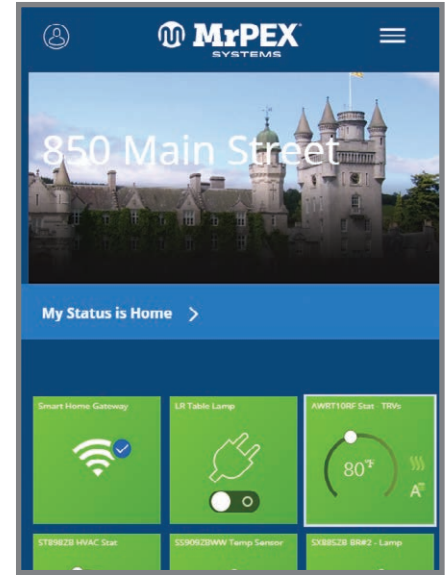 MrPEX
SYSTEMS
850 Main Street
My Status is Home
Smart Home Gateway
LR Table Lamp
AWRT10RF Stat - TRVs
80°F
A
ST898ZB HVAC Stat
SS909ZBWW Temp Sensor
SX885ZB BR#2 - Lamp